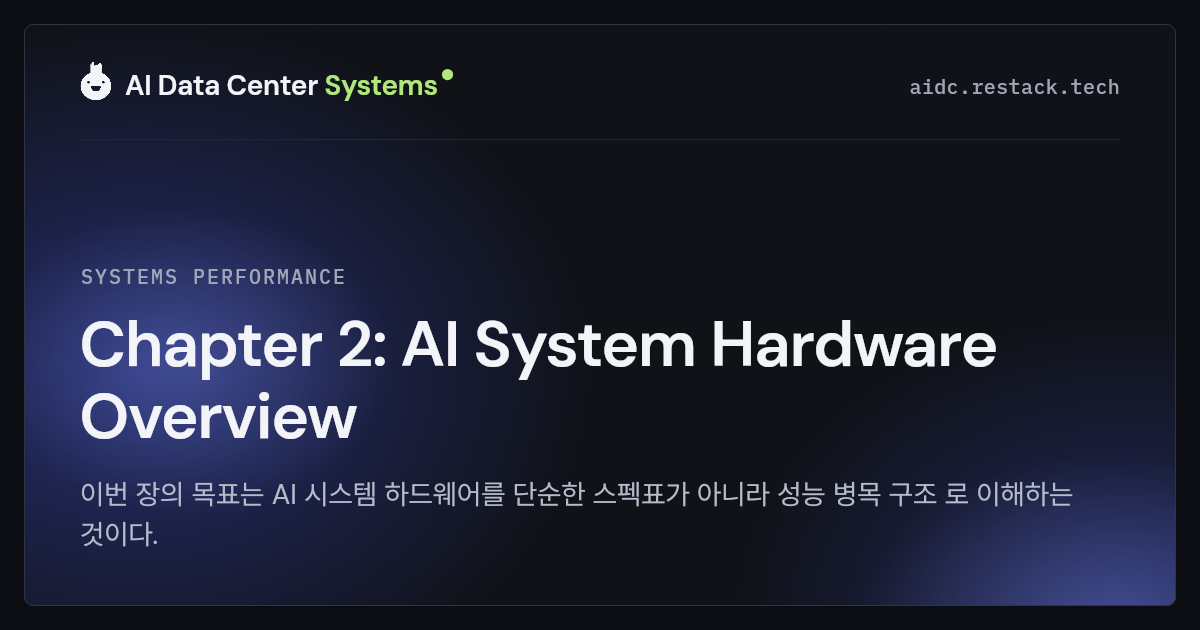 AI Data Center Systems
aidc.restack.tech
SYSTEMS PERFORMANCE
Chapter 2: AI System Hardware
Overview
이번 장의 목표는 AI 시스템 하드웨어를 단순한 스펙표가 아니라 성능 병목 구조 로 이해하는
것이다.